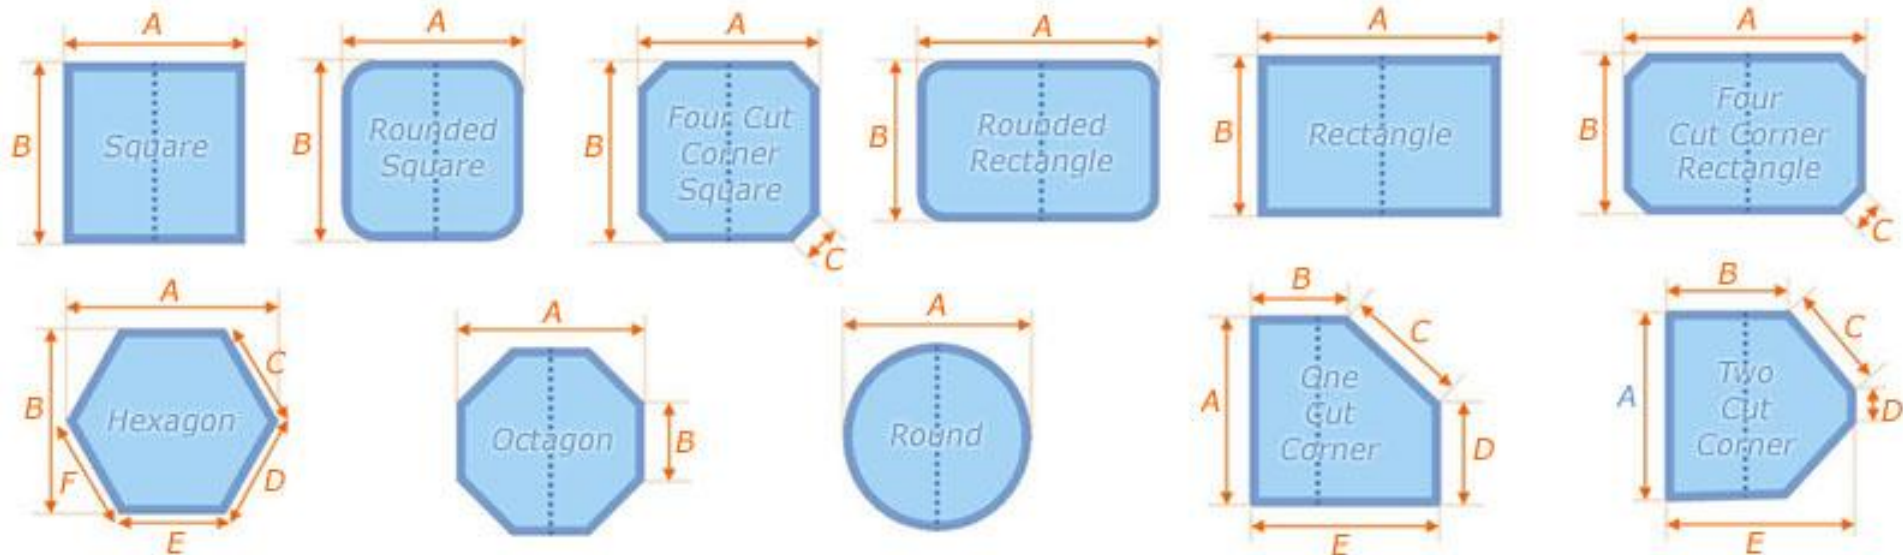 A
B
Square
A
B
Rounded
Square
A
B
Four Cut
Corner
Square
C
A
B
Rounded
Rectangle
A
B
Rectangle
A
B
Four
Cut Corner
Rectangle
C
A
B
C
Hexagon
F
D
E
A
Octagon
B
A
Round
B
C
A
One
Cut
Corner
D
E
B
C
A
Two
Cut
Corner
D
E